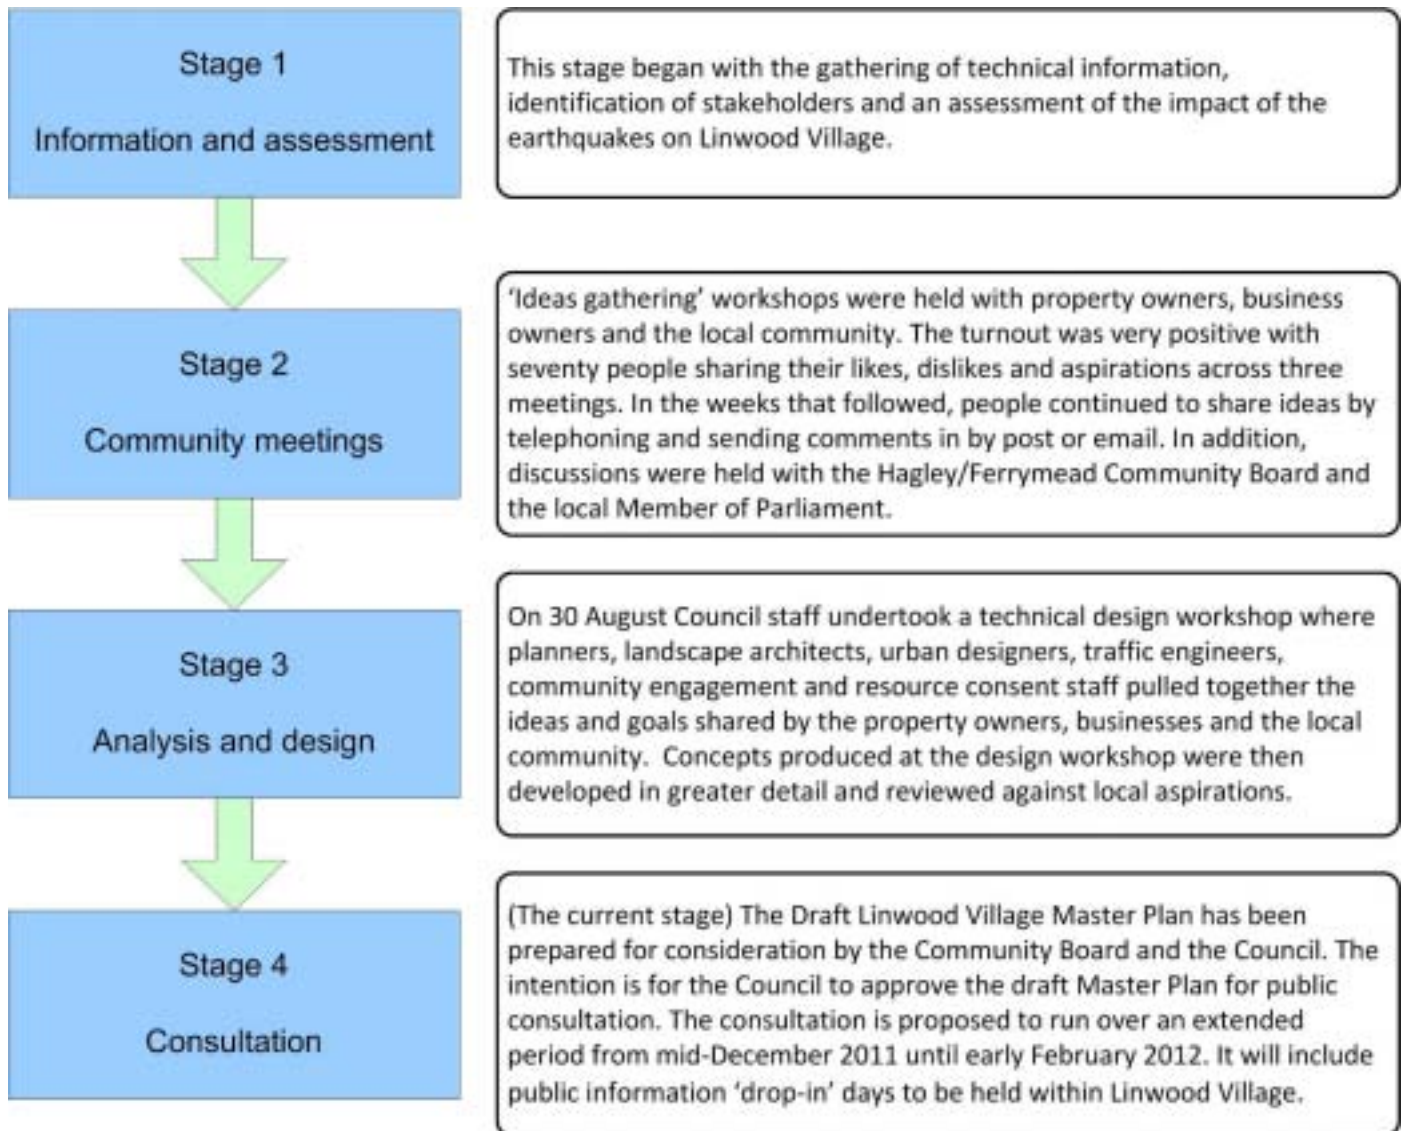 Stage 1
Information and assessment
This stage began with the gathering of technical information,
identification of stakeholders and an assessment of the impact of the
earthquakes on Linwood Village.
Stage 2
Community meetings
‘Ideas gathering’ workshops were held with property owners, business
owners and the local community. The turnout was very positive with
seventy people sharing their likes, dislikes and aspirations across three
meetings. In the weeks that followed, people continued to share ideas by
telephoning and sending comments in by post or email. In addition,
discussions were held with the Hagley/Ferrymead Community Board and
the local Member of Parliament.
Stage 3
Analysis and design
On 30 August Council staff undertook a technical design workshop where
planners, landscape architects, urban designers, traffic engineers,
community engagement and resource consent staff pulled together the
ideas and goals shared by the property owners, businesses and the local
community.  Concepts produced at the design workshop were then
developed in greater detail and reviewed against local aspirations.
Stage 4
Consultation
(The current stage) The Draft Linwood Village Master Plan has been
prepared for consideration by the Community Board and the Council. The
intention is for the Council to approve the draft Master Plan for public
consultation. The consultation is proposed to run over an extended
period from mid-December 2011 until early February 2012. It will include
public information ‘drop-in’ days to be held within Linwood Village.